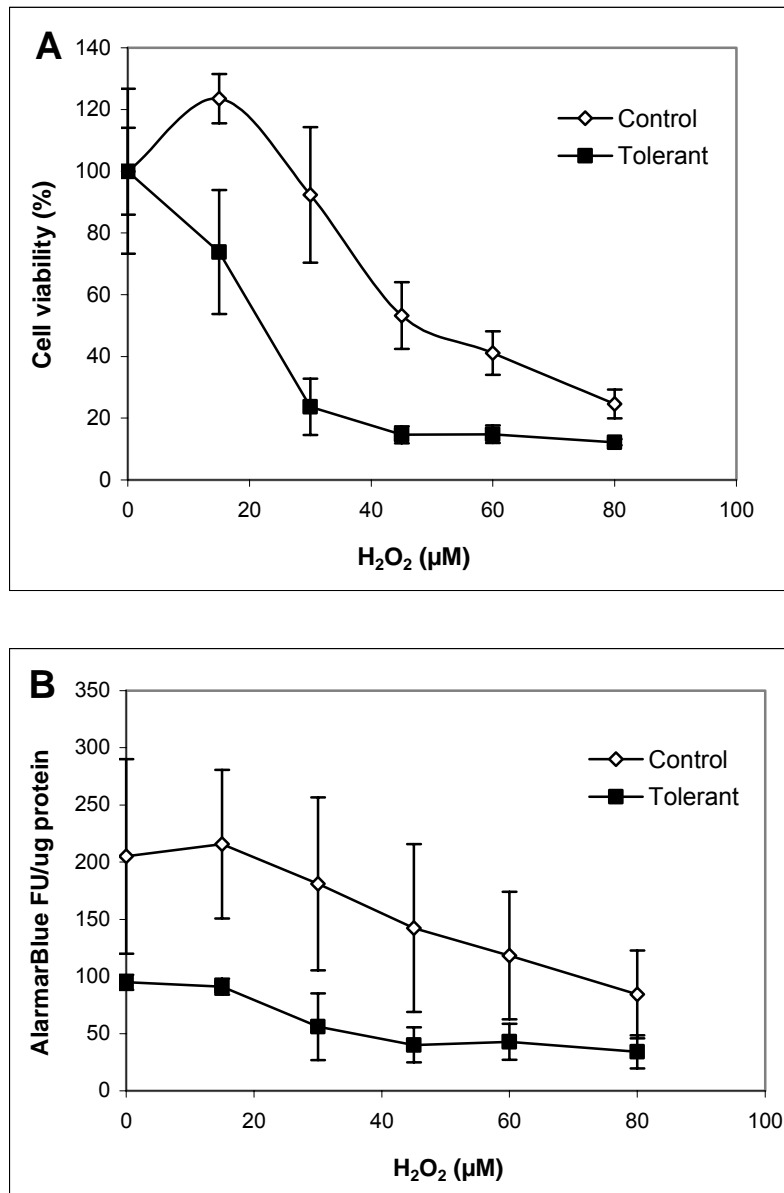 A
140
120
100
80
60
40
20
0
Cell viability (%)
Control
Tolerant
0 20 40 60 80 100
H₂O₂ (µM)
B
350
300
250
200
150
100
50
0
AlarmarBlue FU/ug protein
Control
Tolerant
0 20 40 60 80 100
H₂O₂ (µM)